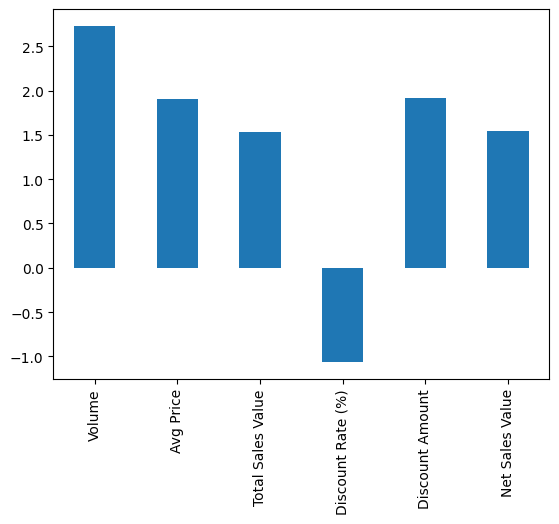 2.5
2.0
1.5
1.0
0.5
0.0
−0.5
−1.0
Volume
Avg Price
Total Sales Value
Discount Rate (%)
Discount Amount
Net Sales Value